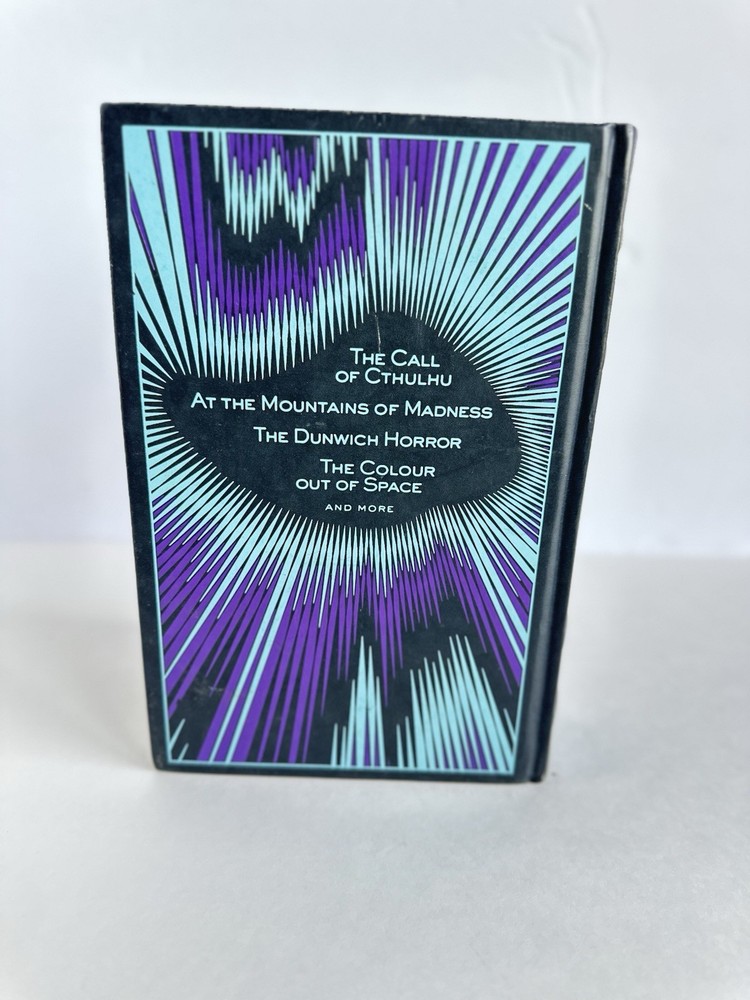 The Call
of Cthulhu
At the Mountains of Madness
The Dunwich Horror
The Colour
out of Space
and more